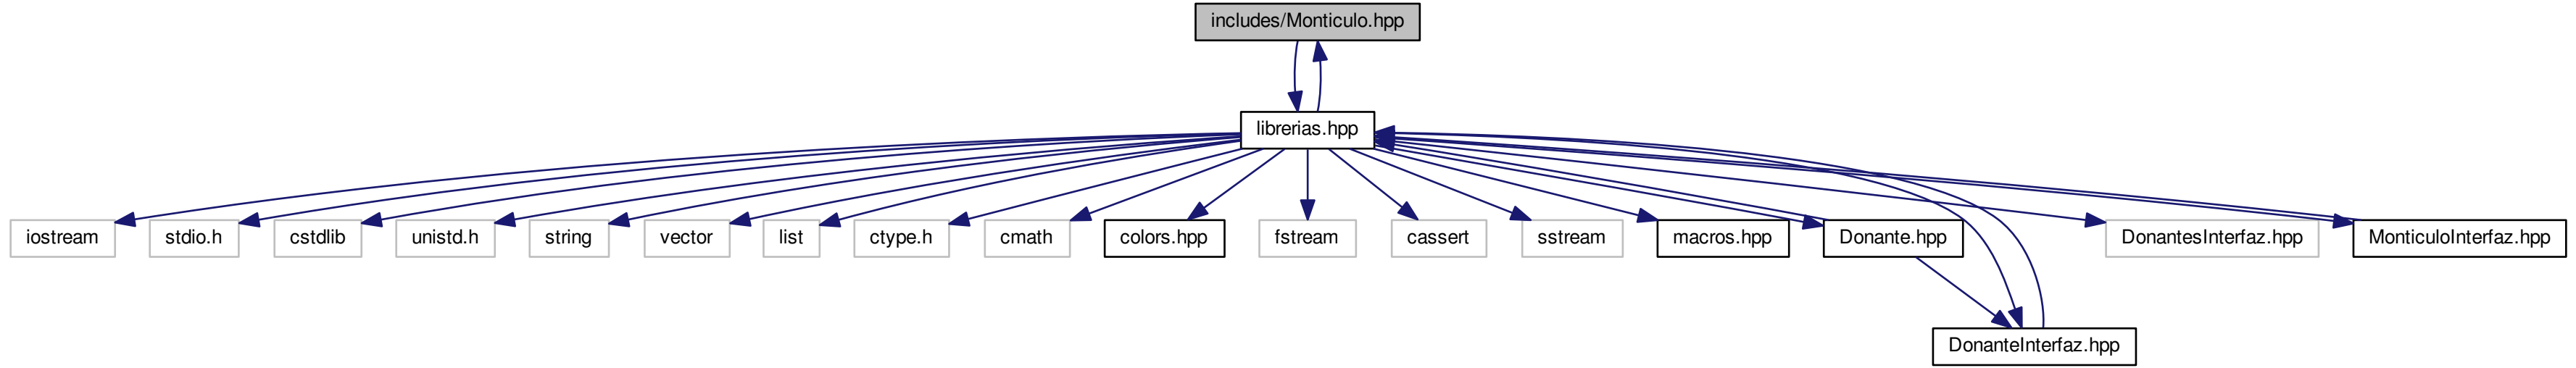 includes/Monticulo.hpp
librerias.hpp
iostream
stdio.h
cstdlib
unistd.h
string
vector
list
ctype.h
cmath
colors.hpp
fstream
cassert
sstream
macros.hpp
Donante.hpp
DonantesInterfaz.hpp
MonticuloInterfaz.hpp
DonanteInterfaz.hpp